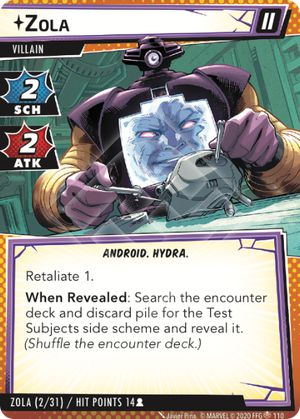 Zola
II
VILLAIN
2
SCH
2
ATK
ANDROID. HYDRA.
Retaliate 1.
When Revealed: Search the encounter
deck and discard pile for the Test
Subjects side scheme and reveal it.
(Shuffle the encounter deck.)
ZOLA (2/31) / HIT POINTS 14
Javier Pina © MARVEL © 2020 FFG 110